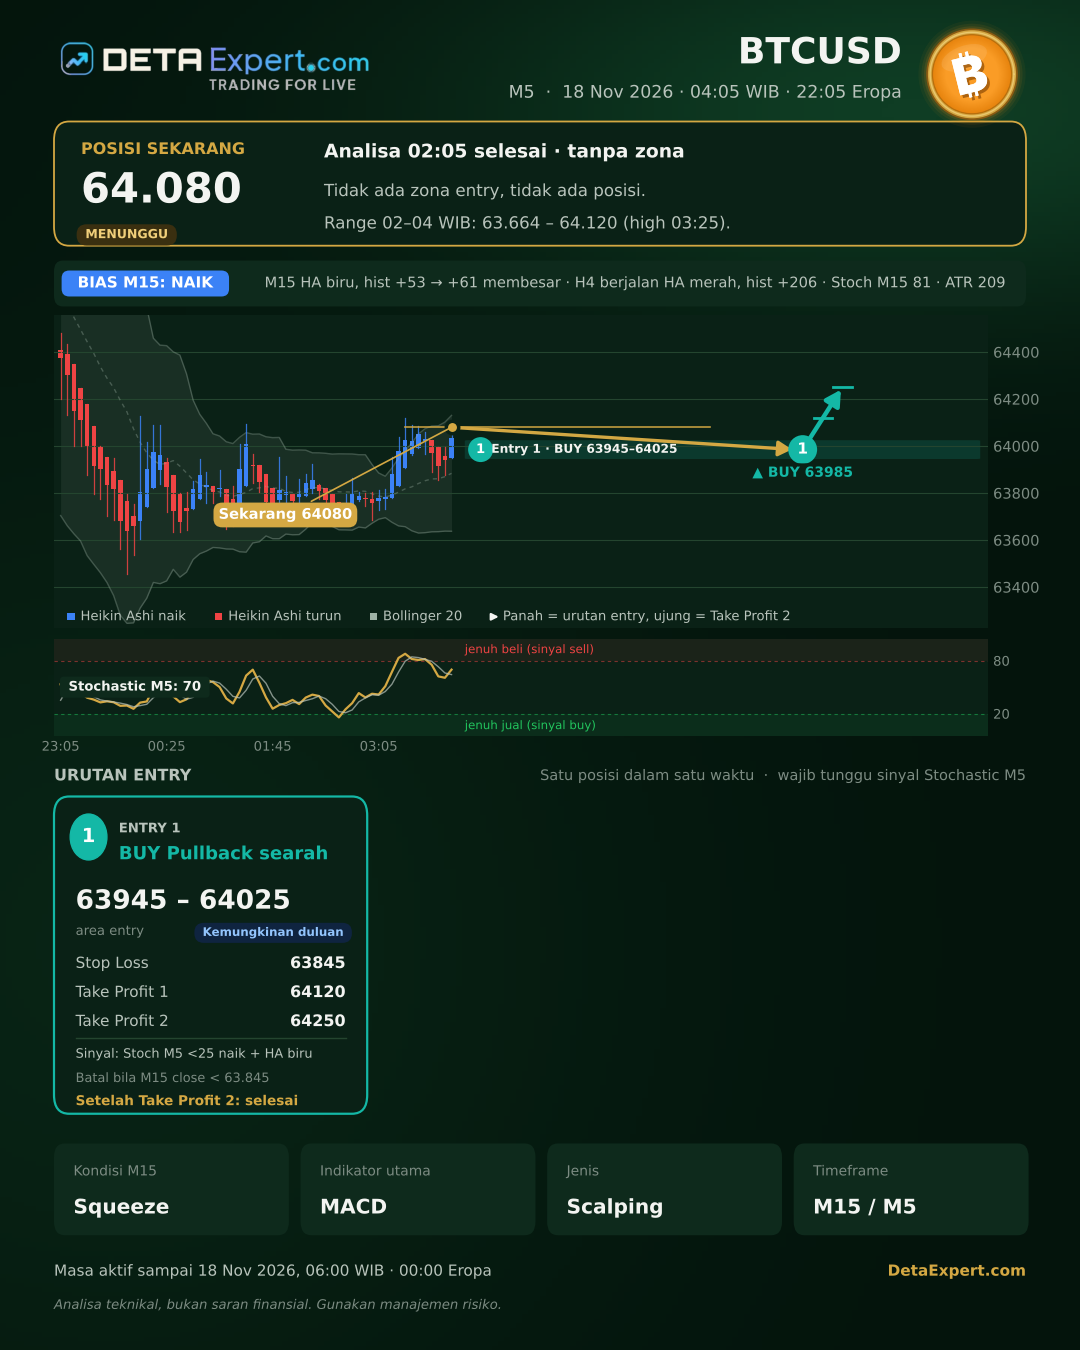 DETA Expert.com
TRADING FOR LIVE
BTCUSD
M5 · 18 Nov 2026 · 04:05 WIB · 22:05 Eropa
POSISI SEKARANG
64.080
MENUNGGU
Analisa 02:05 selesai · tanpa zona
Tidak ada zona entry, tidak ada posisi.
Range 02–04 WIB: 63.664 – 64.120 (high 03:25).
BIAS M15: NAIK
M15 HA biru, hist +53 → +61 membesar · H4 berjalan HA merah, hist +206 · Stoch M15 81 · ATR 209
64400
64200
64000
63800
63600
63400
1 Entry 1 · BUY 63945–64025
1
▲ BUY 63985
Sekarang 64080
Heikin Ashi naik
Heikin Ashi turun
Bollinger 20
Panah = urutan entry, ujung = Take Profit 2
jenuh beli (sinyal sell)
80
Stochastic M5: 70
20
jenuh jual (sinyal buy)
23:05 00:25 01:45 03:05
URUTAN ENTRY
Satu posisi dalam satu waktu · wajib tunggu sinyal Stochastic M5
1
ENTRY 1
BUY Pullback searah
63945 – 64025
area entry
Kemungkinan duluan
Stop Loss 63845
Take Profit 1 64120
Take Profit 2 64250
Sinyal: Stoch M5 <25 naik + HA biru
Batal bila M15 close < 63.845
Setelah Take Profit 2: selesai
Kondisi M15
Squeeze
Indikator utama
MACD
Jenis
Scalping
Timeframe
M15 / M5
Masa aktif sampai 18 Nov 2026, 06:00 WIB · 00:00 Eropa
DetaExpert.com
Analisa teknikal, bukan saran finansial. Gunakan manajemen risiko.